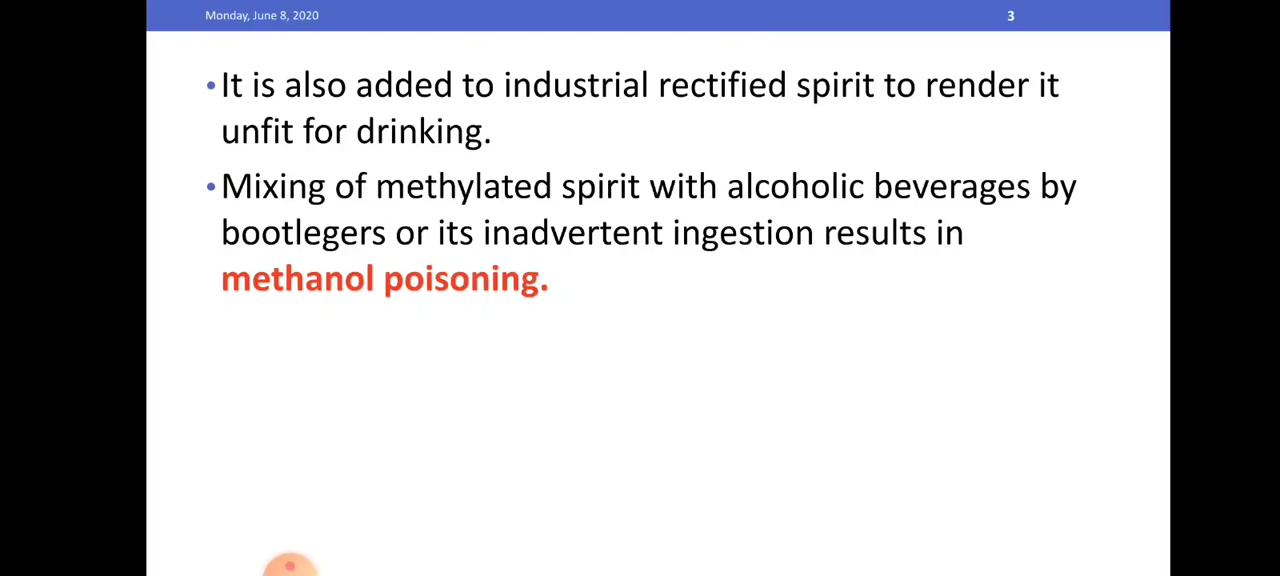 Monday, June 8, 2020 3
•It is also added to industrial rectified spirit to render it
unfit for drinking.
•Mixing of methylated spirit with alcoholic beverages by
bootlegers or its inadvertent ingestion results in
methanol poisoning.